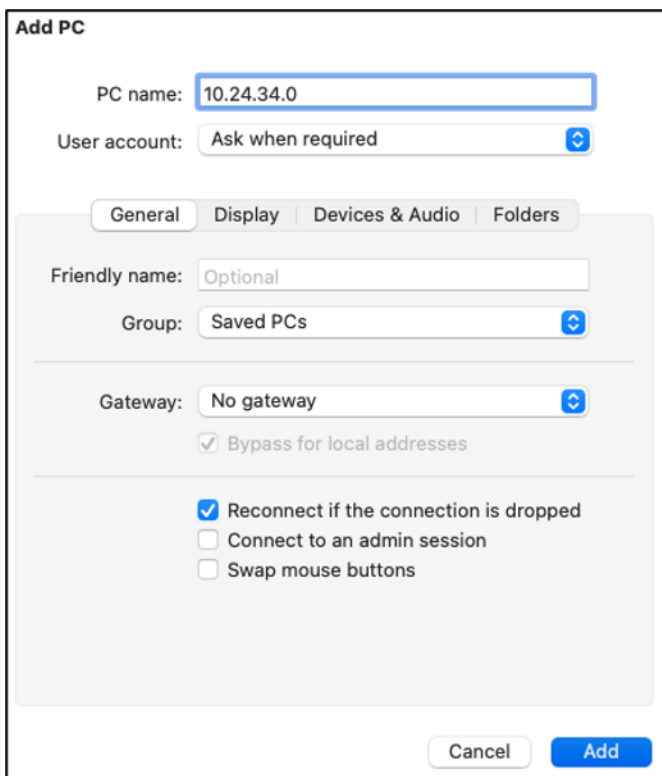 Add PC
PC name: 10.24.34.0
User account: Ask when required
General Display Devices & Audio Folders
Friendly name: Optional
Group: Saved PCs
Gateway: No gateway
Bypass for local addresses
Reconnect if the connection is dropped
Connect to an admin session
Swap mouse buttons
Cancel Add